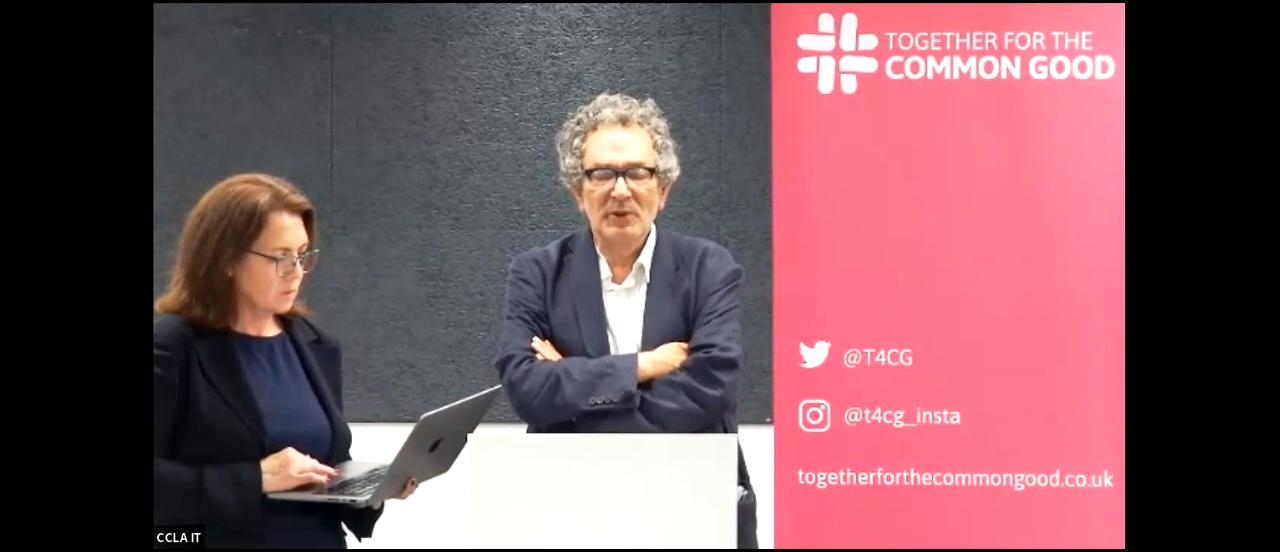 TOGETHER FOR THE
COMMON GOOD
@T4CG
@t4cg_insta
togetherforthecommongood.co.uk
CCLA IT